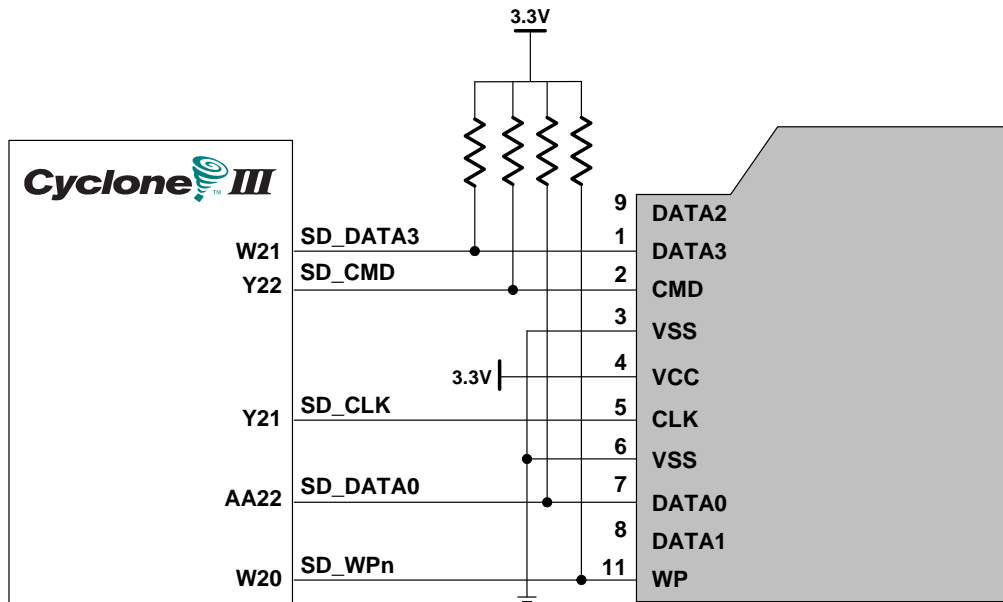 3.3V
Cyclone III
TM
9 DATA2
W21 SD_DATA3 1 DATA3
Y22 SD_CMD 2 CMD
3 VSS
3.3V 4 VCC
Y21 SD_CLK 5 CLK
6 VSS
AA22 SD_DATA0 7 DATA0
8 DATA1
W20 SD_WPn 11 WP